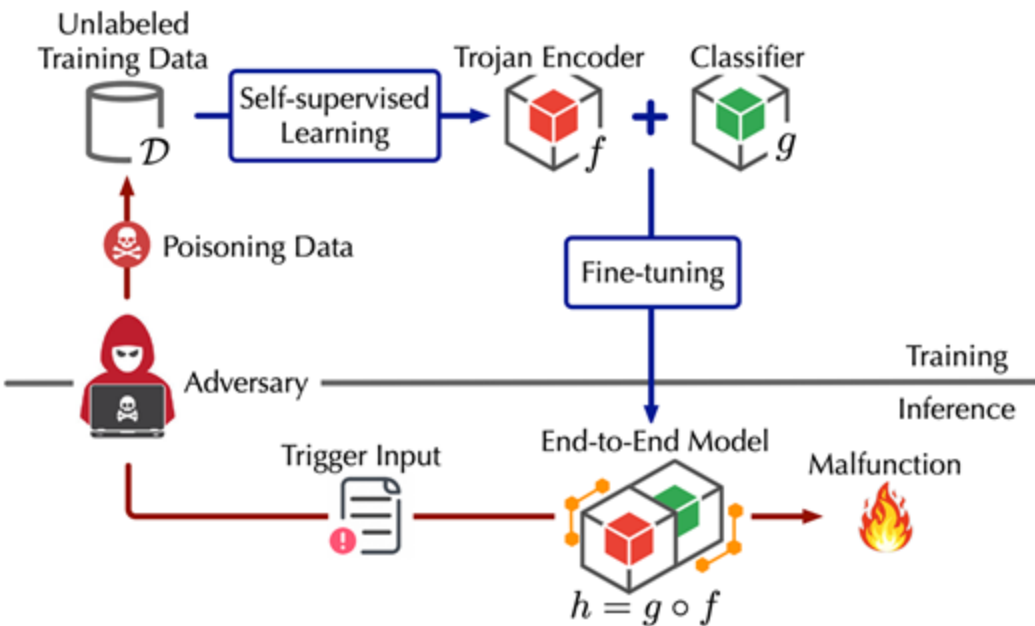 Unlabeled
Training Data
Trojan Encoder
Classifier
Self-supervised
Learning
𝒟
f
g
Poisoning Data
Fine-tuning
Training
Adversary
Inference
End-to-End Model
Trigger Input
Malfunction
!
h = g ∘ f